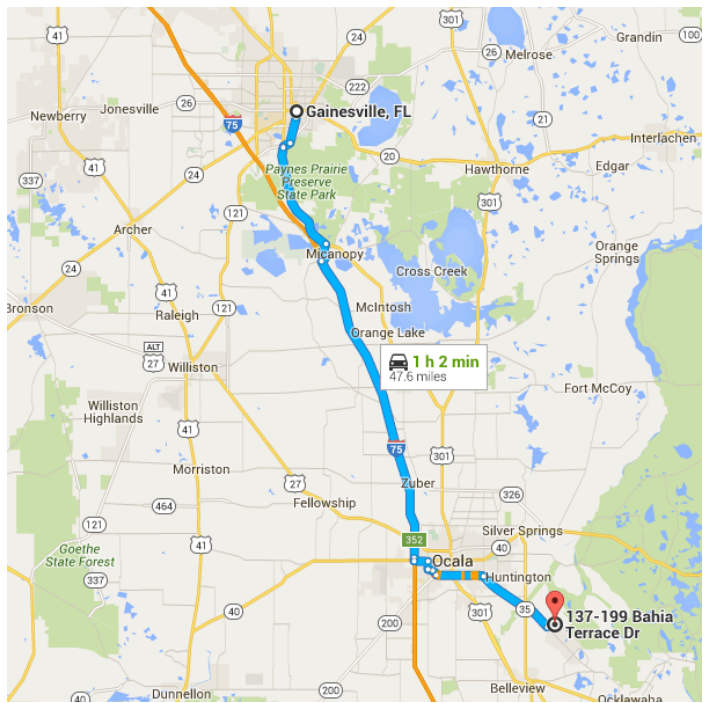 301
Grandin
24
26
100
Melrose
222
Jonesville
26
Gainesville, FL
Newberry
75
21
41
Interlachen
20
Hawthorne
Edgar
337
24
Paynes Prairie
Preserve
State Park
301
121
Archer
Micanopy
Orange
Springs
24
Cross Creek
41
121
Bronson
McIntosh
Raleigh
Orange Lake
ALT
27
1 h 2 min
47.6 miles
Williston
Fort McCoy
Williston
Highlands
41
75
301
Morriston
27
Zuber
326
464
Fellowship
121
Silver Springs
352
41
40
Goethe
State Forest
Ocala
Huntington
337
40
35
137-199 Bahia
Terrace Dr
200
301
41
200
Belleview
Dunnellon
Ocklawaha